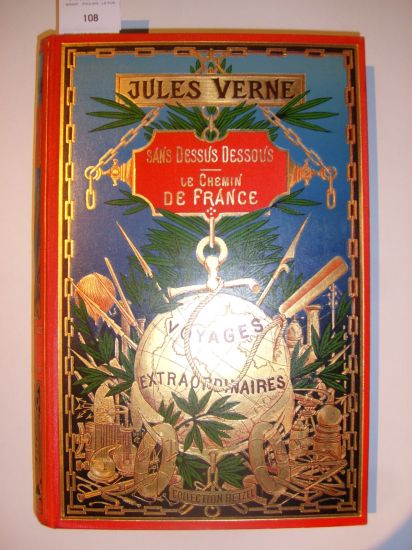 108
JULES VERNE
SANS DESSUS DESSOUS
LE CHEMIN
DE FRANCE
VOYAGES
EXTRAORDINAIRES
COLLECTION HETZEL